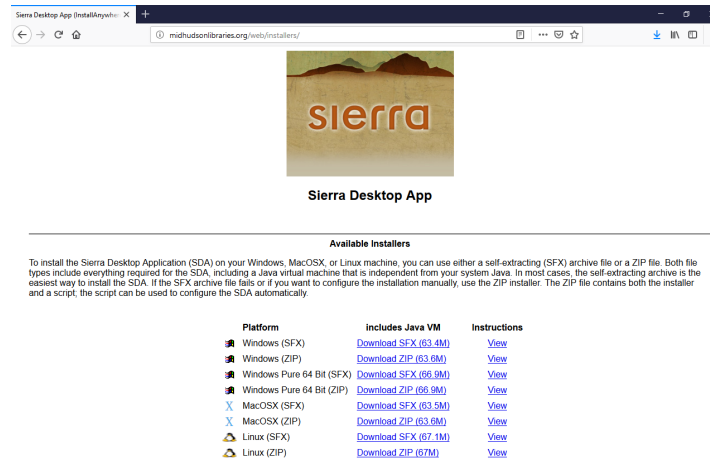 Sierra Desktop App (InstallAnywher
midhudsonlibraries.org/web/installers/
sierra
Sierra Desktop App
Available Installers
To install the Sierra Desktop Application (SDA) on your Windows, MacOSX, or Linux machine, you can use either a self-extracting (SFX) archive file or a ZIP file. Both file
types include everything required for the SDA, including a Java virtual machine that is independent from your system Java. In most cases, the self-extracting archive is the
easiest way to install the SDA. If the SFX archive file fails or if you want to configure the installation manually, use the ZIP installer. The ZIP file contains both the installer
and a script; the script can be used to configure the SDA automatically.
Platform includes Java VM Instructions
Windows (SFX) Download SFX (63.4M) View
Windows (ZIP) Download ZIP (63.6M) View
Windows Pure 64 Bit (SFX) Download SFX (66.9M) View
Windows Pure 64 Bit (ZIP) Download ZIP (66.9M) View
X MacOSX (SFX) Download SFX (63.5M) View
X MacOSX (ZIP) Download ZIP (63.6M) View
Linux (SFX) Download SFX (67.1M) View
Linux (ZIP) Download ZIP (67M) View